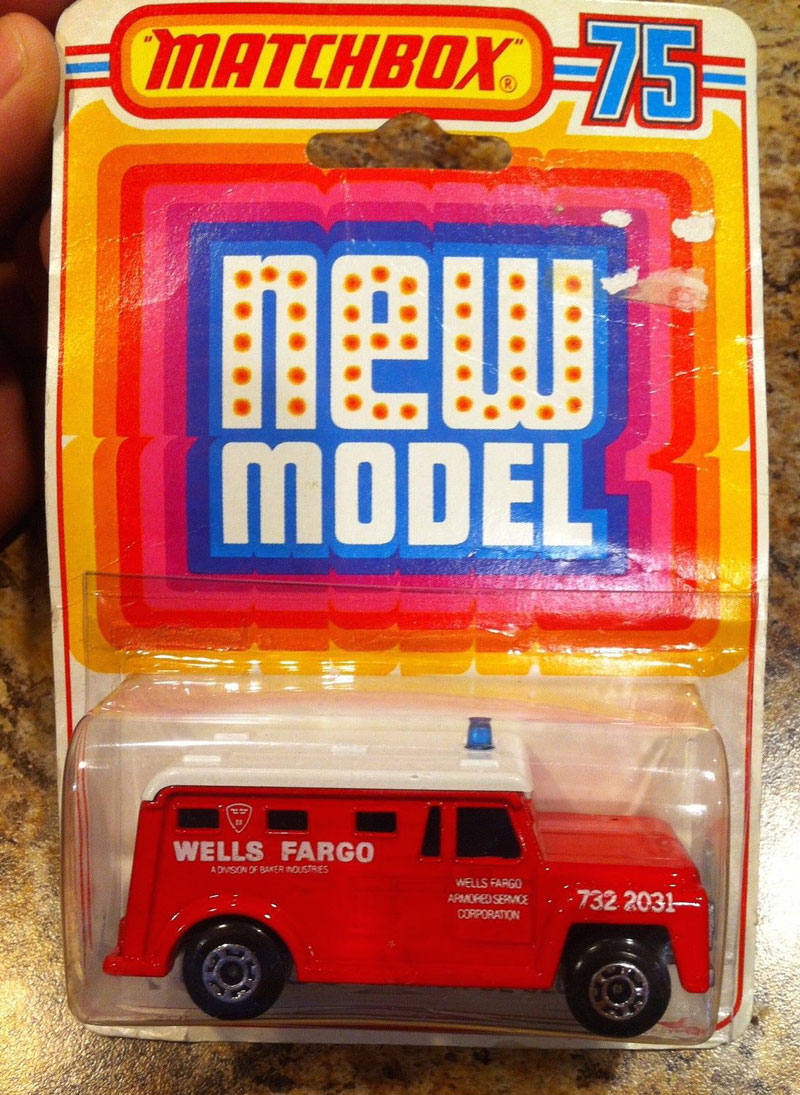 "MATCHBOX"® 75
new
MODEL
WELLS FARGO
A DIVISION OF BAKER INDUSTRIES
WELLS FARGO
ARMORED SERVICE
CORPORATION
732 2031